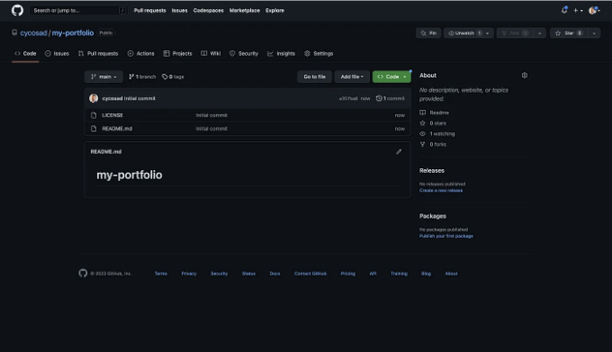 Search or jump to... /
Pull requests Issues Codespaces Marketplace Explore
cycosad / my-portfolio Public
Pin Unwatch 1 Fork Star 0
Code Issues Pull requests Actions Projects Wiki Security Insights Settings
main 1 branch 0 tags Go to file Add file Code
cycosad Initial commit now 1 commit
LICENSE Initial commit now
README.md Initial commit now
README.md
my-portfolio
About
No description, website, or topics
provided.
Readme
0 stars
1 watching
0 forks
Releases
No releases published
Create a new release
Packages
No packages published
Publish your first package
© 2023 GitHub, Inc. Terms Privacy Security Status Docs Contact GitHub Pricing API Training Blog About